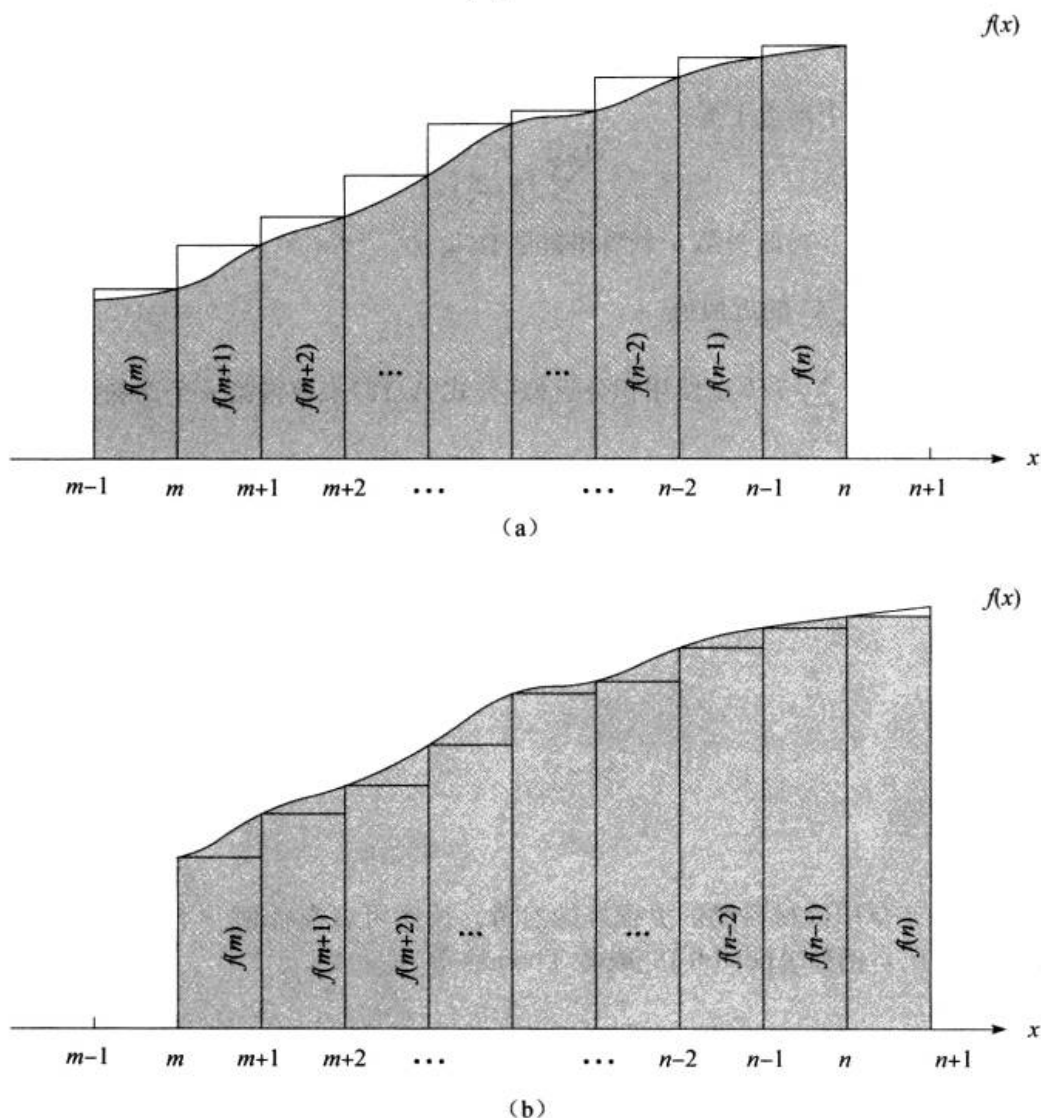 f(x)
f(m) f(m+1) f(m+2) ... ... f(n−2) f(n−1) f(n)
x
m−1 m m+1 m+2 ... ... n−2 n−1 n n+1
（a）
f(x)
f(m) f(m+1) f(m+2) ... ... f(n−2) f(n−1) f(n)
x
m−1 m m+1 m+2 ... ... n−2 n−1 n n+1
（b）